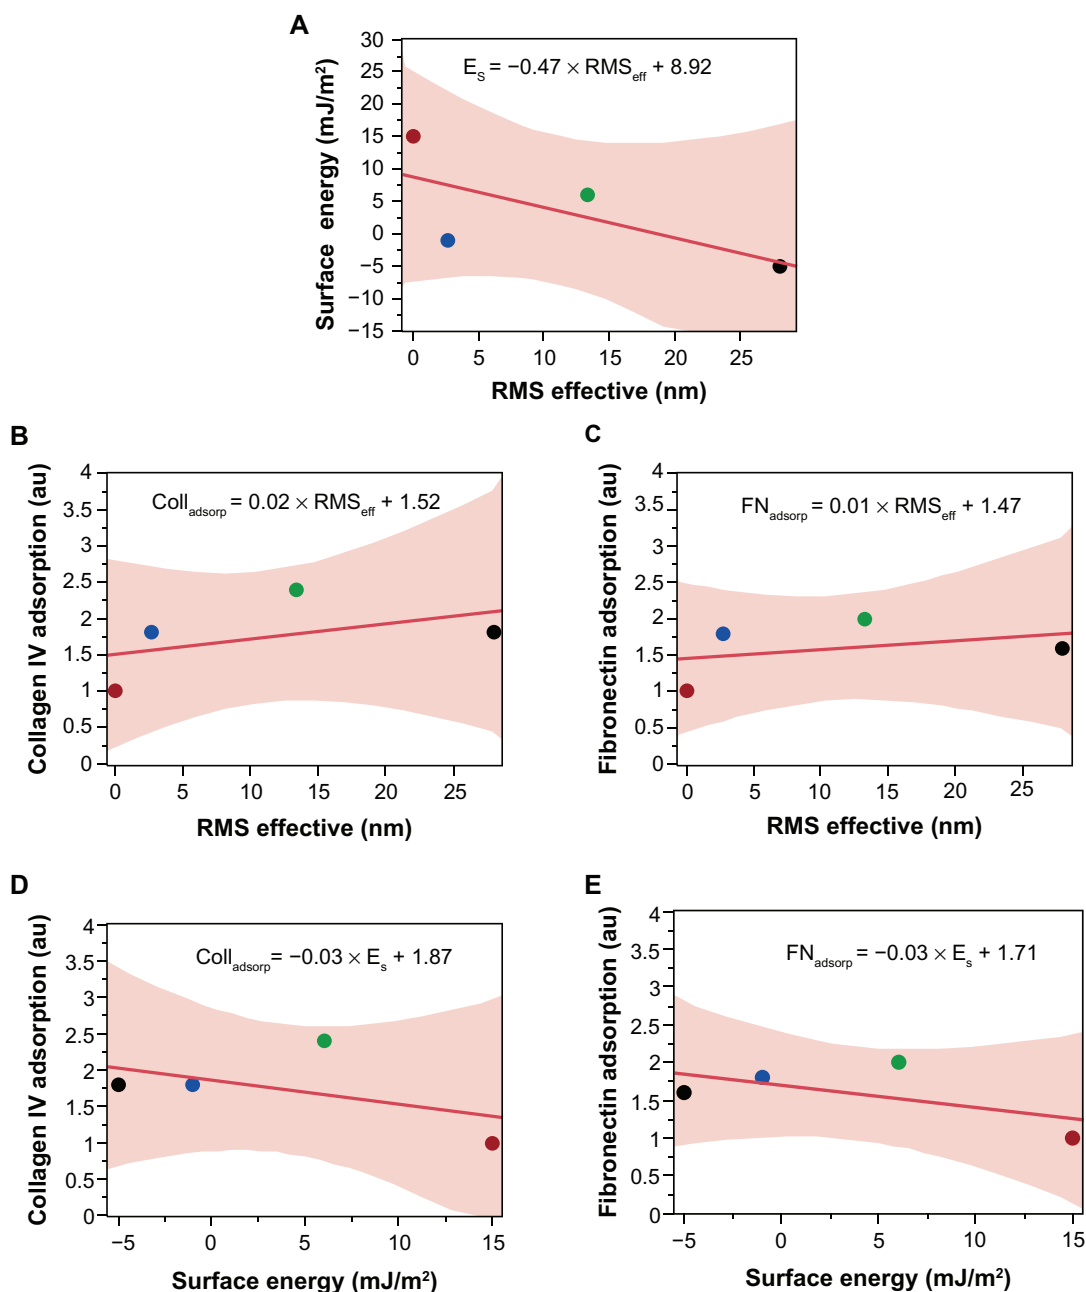 A
E_S = −0.47 × RMS_eff + 8.92
Surface energy (mJ/m²)
30
25
20
15
10
5
0
−5
−10
−15
0 5 10 15 20 25
RMS effective (nm)
B
Coll_adsorp = 0.02 × RMS_eff + 1.52
Collagen IV adsorption (au)
4
3.5
3
2.5
2
1.5
1
0.5
0
0 5 10 15 20 25
RMS effective (nm)
C
FN_adsorp = 0.01 × RMS_eff + 1.47
Fibronectin adsorption (au)
4
3.5
3
2.5
2
1.5
1
0.5
0
0 5 10 15 20 25
RMS effective (nm)
D
Coll_adsorp = −0.03 × E_s + 1.87
Collagen IV adsorption (au)
4
3.5
3
2.5
2
1.5
1
0.5
0
−5 0 5 10 15
Surface energy (mJ/m²)
E
FN_adsorp = −0.03 × E_s + 1.71
Fibronectin adsorption (au)
4
3.5
3
2.5
2
1.5
1
0.5
0
−5 0 5 10 15
Surface energy (mJ/m²)